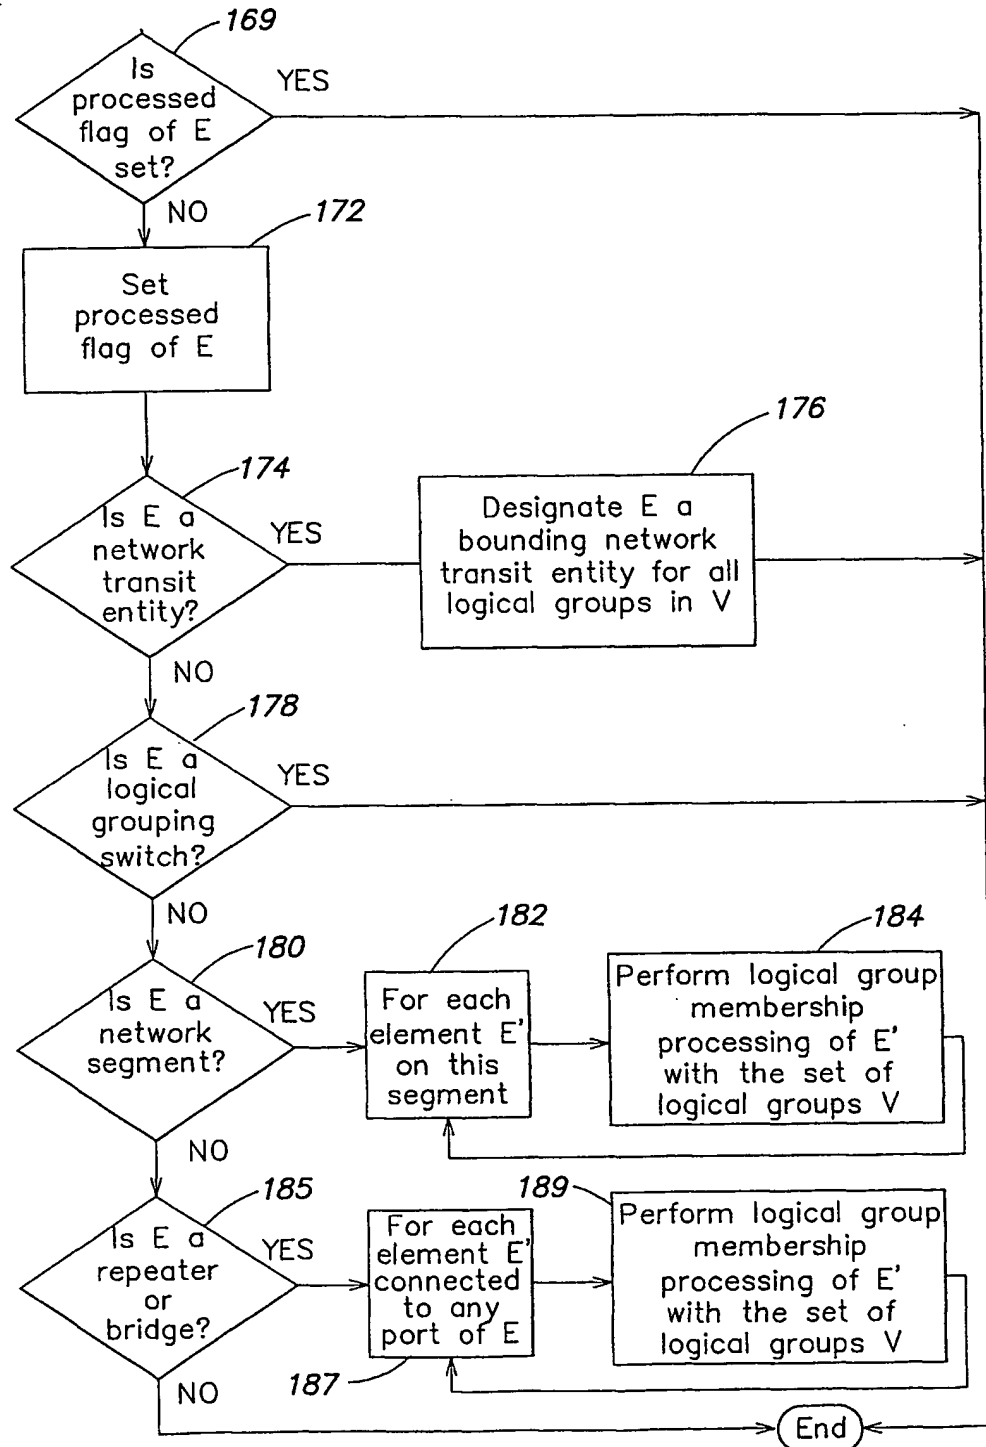 169
Is
processed
flag of E
set?
YES
NO
172
Set
processed
flag of E
174
Is E a
network
transit
entity?
YES
176
Designate E a
bounding network
transit entity for all
logical groups in V
NO
178
Is E a
logical
grouping
switch?
YES
NO
180
Is E a
network
segment?
YES
182
For each
element E'
on this
segment
184
Perform logical group
membership
processing of E'
with the set of
logical groups V
NO
185
Is E a
repeater
or
bridge?
YES
187
For each
element E'
connected
to any
port of E
189
Perform logical group
membership
processing of E'
with the set of
logical groups V
NO
End